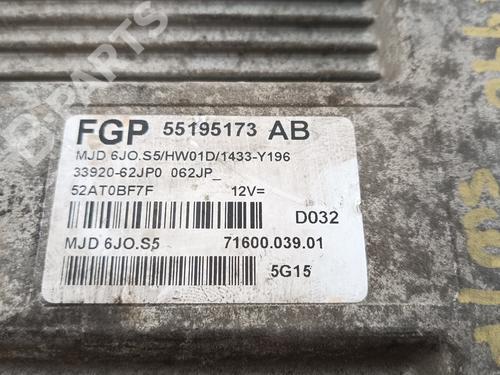 FGP 55195173 AB
MJD 6JO.S5/HW01D/1433-Y196
33920-62JP0 062JP_
52AT0BF7F 12V=
D032
MJD 6JO.S5 71600.039.01
5G15